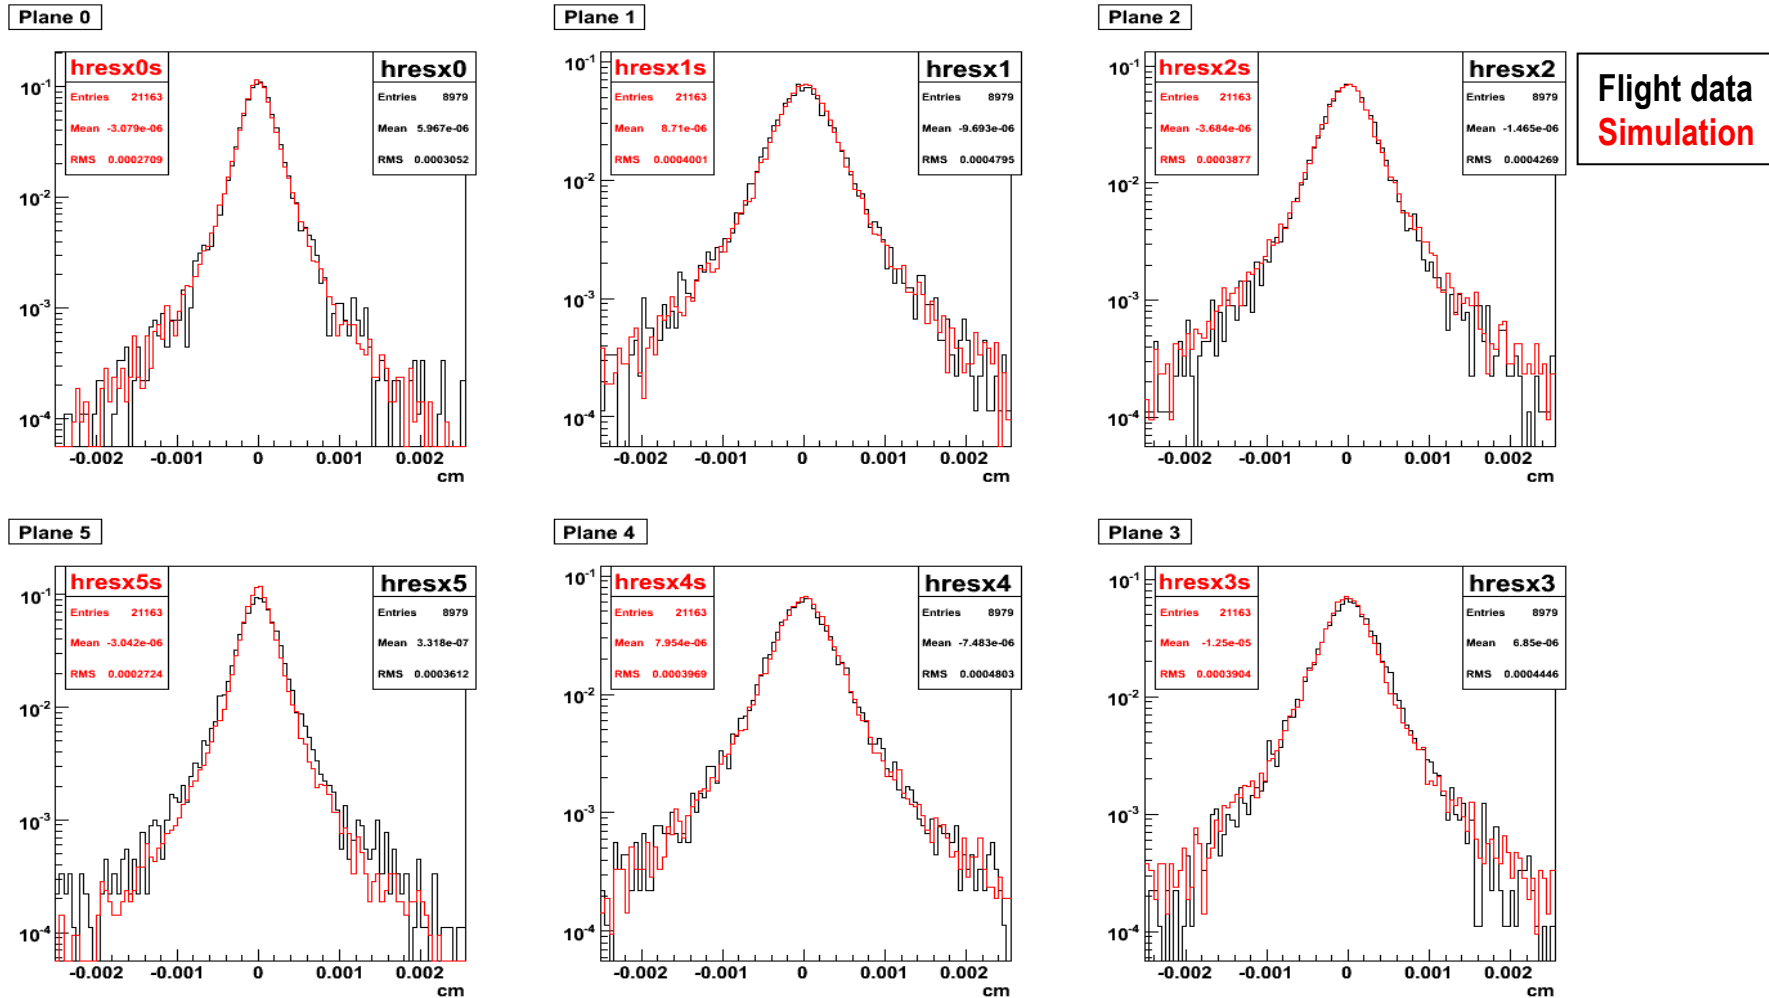 Plane 0
Plane 1
Plane 2
hresx0s
Entries 21163
Mean -3.079e-06
RMS 0.0002709
hresx0
Entries 8979
Mean 5.967e-06
RMS 0.0003052
10-1
10-2
10-3
10-4
-0.002 -0.001 0 0.001 0.002
cm
hresx1s
Entries 21163
Mean 8.71e-06
RMS 0.0004001
hresx1
Entries 8979
Mean -9.693e-06
RMS 0.0004795
10-1
10-2
10-3
10-4
-0.002 -0.001 0 0.001 0.002
cm
hresx2s
Entries 21163
Mean -3.684e-06
RMS 0.0003877
hresx2
Entries 8979
Mean -1.465e-06
RMS 0.0004269
10-1
10-2
10-3
10-4
-0.002 -0.001 0 0.001 0.002
cm
Flight data
Simulation
Plane 5
Plane 4
Plane 3
hresx5s
Entries 21163
Mean -3.042e-06
RMS 0.0002724
hresx5
Entries 8979
Mean 3.318e-07
RMS 0.0003612
10-1
10-2
10-3
10-4
-0.002 -0.001 0 0.001 0.002
cm
hresx4s
Entries 21163
Mean 7.954e-06
RMS 0.0003969
hresx4
Entries 8979
Mean -7.483e-06
RMS 0.0004803
10-1
10-2
10-3
10-4
-0.002 -0.001 0 0.001 0.002
cm
hresx3s
Entries 21163
Mean -1.25e-05
RMS 0.0003904
hresx3
Entries 8979
Mean 6.85e-06
RMS 0.0004446
10-1
10-2
10-3
10-4
-0.002 -0.001 0 0.001 0.002
cm